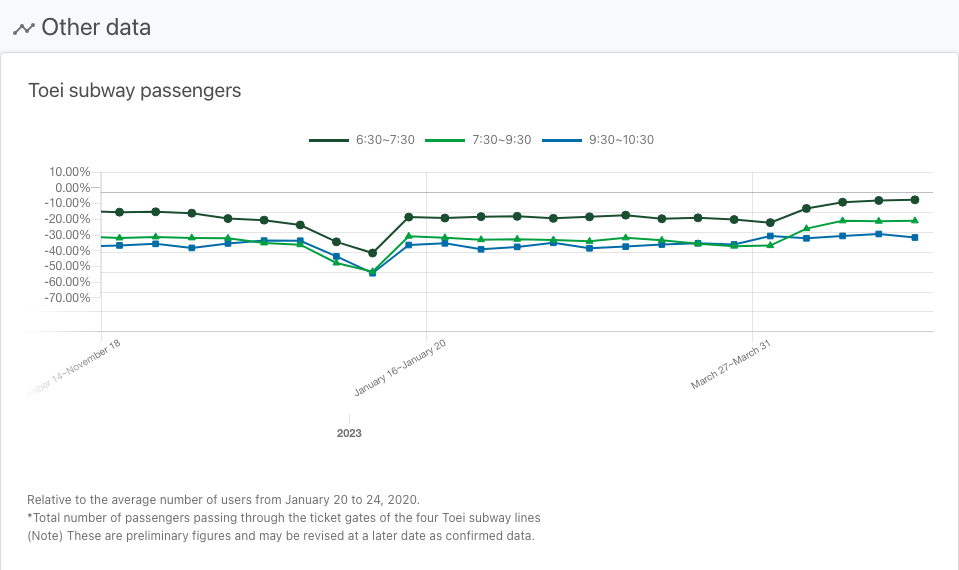 Other data
Toei subway passengers
6:30~7:30 7:30~9:30 9:30~10:30
10.00%
0.00%
-10.00%
-20.00%
-30.00%
-40.00%
-50.00%
-60.00%
-70.00%
14~November 18
January 16~January 20
March 27~March 31
2023
Relative to the average number of users from January 20 to 24, 2020.
*Total number of passengers passing through the ticket gates of the four Toei subway lines
(Note) These are preliminary figures and may be revised at a later date as confirmed data.